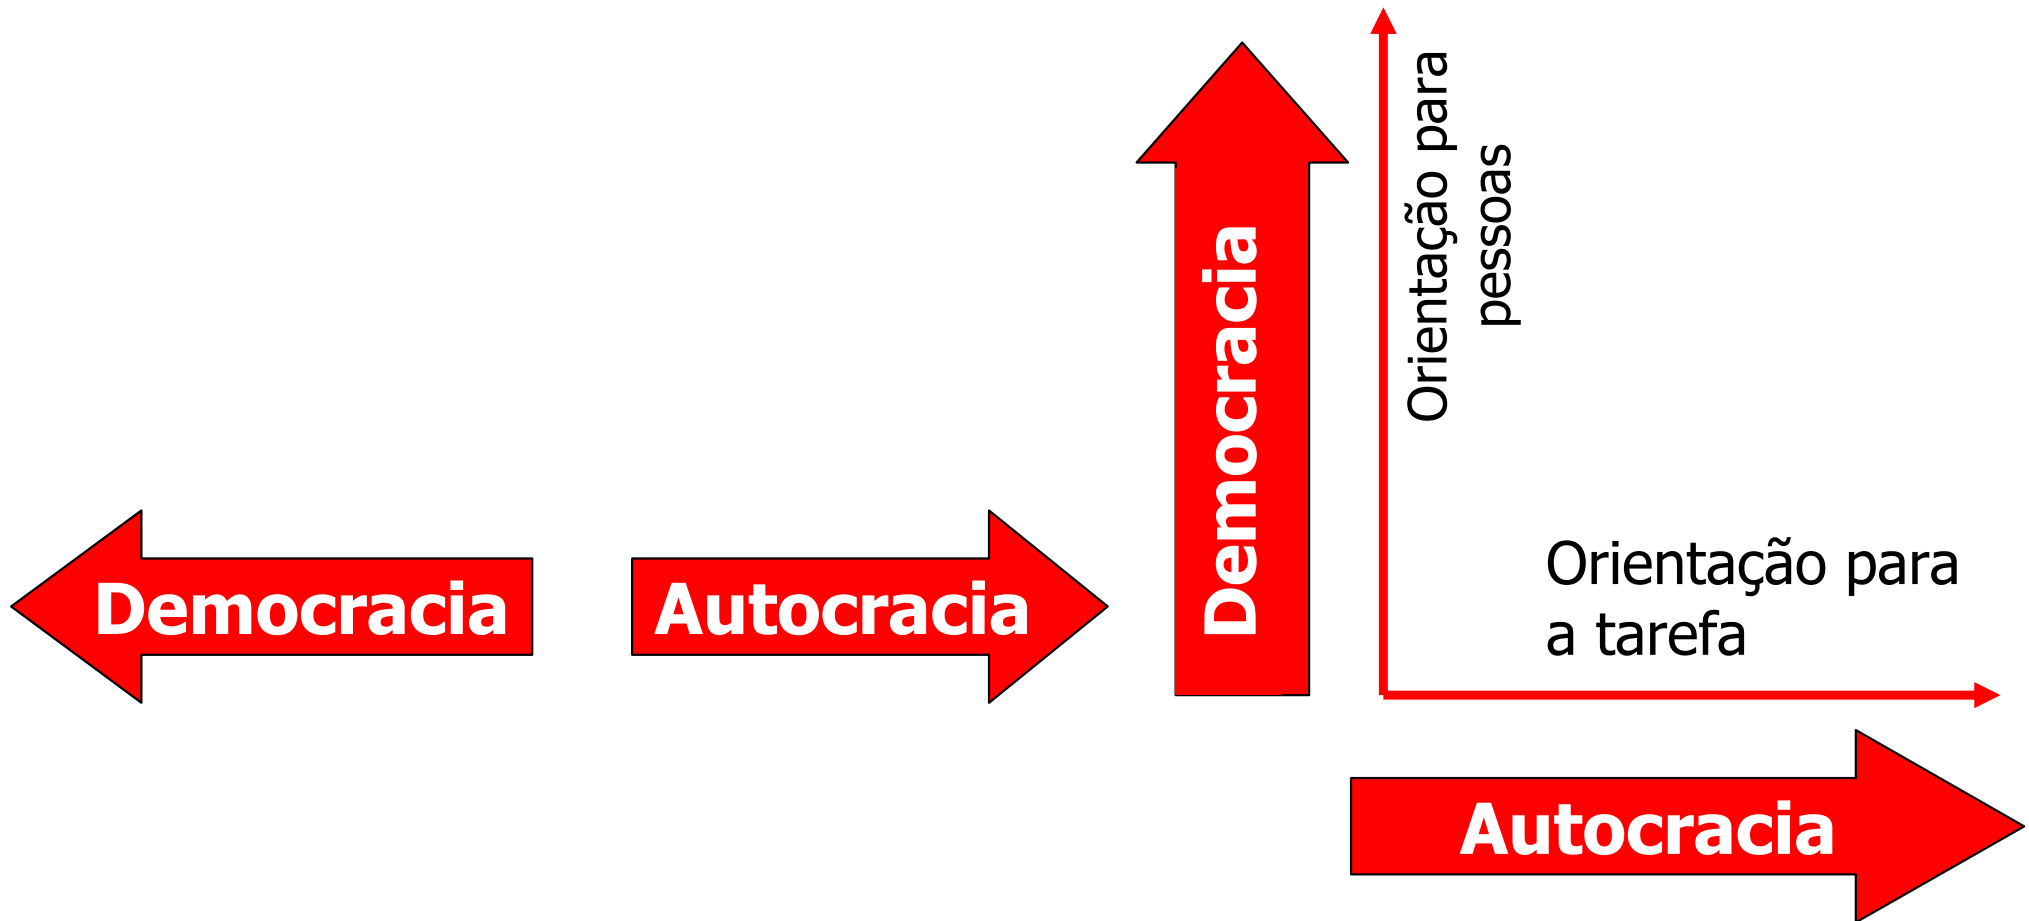 Democracia
Autocracia
Democracia
Orientação para
pessoas
Orientação para
a tarefa
Autocracia